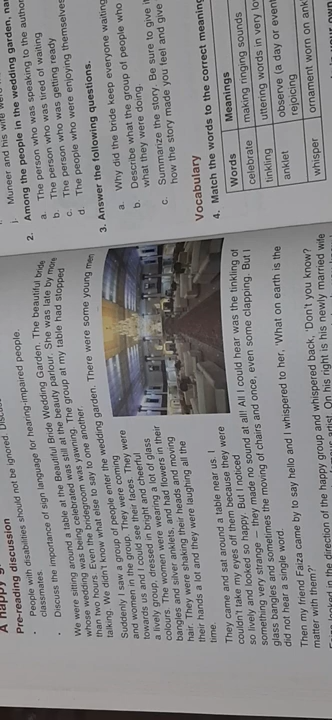 A Happy
Pre-reading discussion
• People with disabilities should not be ignored. Discuss
classmates.
• Discuss the importance of sign language for hearing-impaired people.
We were sitting around a table at the Beautiful Bride Wedding Garden. The beautiful bride
whose wedding was being celebrated was still at the beauty parlour. She was late by more
than two hours. Even the bridegroom was yawning. The group at my table had stopped
talking. We didn't know what else to say to one another.
Suddenly I saw a group of people enter the wedding garden. There were some young men
and women in the group. They were coming
towards us and I could see their faces. They were
a lively group, dressed in bright and cheerful
colours. The women were wearing a lot of glass
bangles and silver anklets, and had flowers in their
hair. They were shaking their heads and moving
their hands a lot and they were laughing all the
time.
They came and sat around a table near us. I
couldn't take my eyes off them because they were
so lively and looked so happy. But I noticed
something very strange – they made no sound at all! All I could hear was the tinkling of
glass bangles and sometimes the moving of chairs and once, even some clapping. But I
did not hear a single word.
Then my friend Faiza came by to say hello and I whispered to her, 'What on earth is the
matter with them?'
looked in the direction of the happy group and whispered back, 'Don't you know?
artist. On his right is his newly married wife
i.
j. Muneer and his wife were
2. Among the people in the wedding garden, nam
a. The person who was speaking to the author
b. The person who was tired of waiting
c. The person who was getting ready
d. The people who were enjoying themselves
3. Answer the following questions.
a. Why did the bride keep everyone waiting
b. Describe what the group of people who
what they were doing.
c. Summarize the story. Be sure to give
how the story made you feel and give
Vocabulary
4. Match the words to the correct meaning
Words Meanings
celebrate making ringing sounds
tinkling uttering words in very lo
anklet observe (a day or even
rejoicing
whisper ornament worn on ank